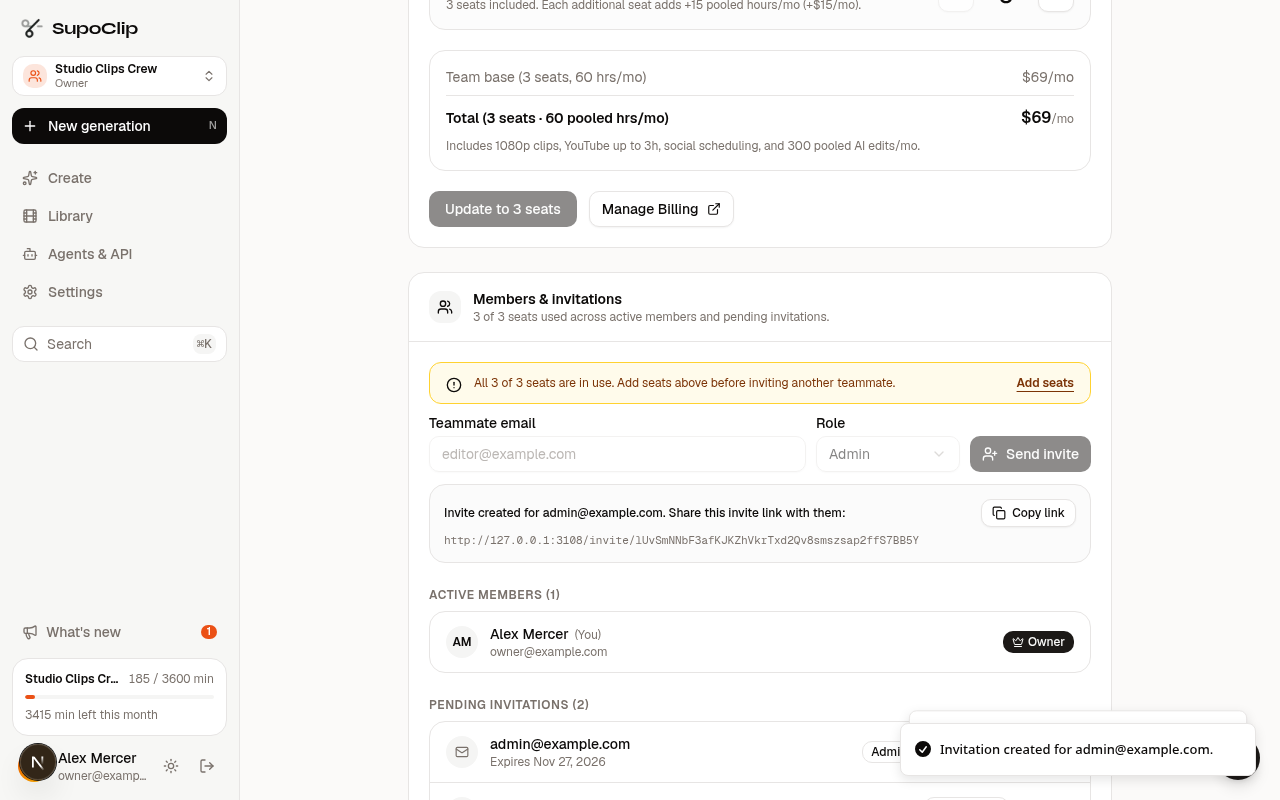 SupoClip
Studio Clips Crew
Owner
New generation
N
Create
Library
Agents & API
Settings
Search
⌘K
What's new
1
Studio Clips Cr...
185 / 3600 min
3415 min left this month
N
Alex Mercer
owner@examp...
3 seats included. Each additional seat adds +15 pooled hours/mo (+$15/mo).
Team base (3 seats, 60 hrs/mo)
$69/mo
Total (3 seats · 60 pooled hrs/mo)
$69/mo
Includes 1080p clips, YouTube up to 3h, social scheduling, and 300 pooled AI edits/mo.
Update to 3 seats
Manage Billing
Members & invitations
3 of 3 seats used across active members and pending invitations.
All 3 of 3 seats are in use. Add seats above before inviting another teammate.
Add seats
Teammate email
Role
editor@example.com
Admin
Send invite
Invite created for admin@example.com. Share this invite link with them:
Copy link
http://127.0.0.1:3108/invite/lUvSmNNbF3afKJKZhVkrTxd2Qv8smszsap2ffS7BB5Y
ACTIVE MEMBERS (1)
AM
Alex Mercer (You)
owner@example.com
Owner
PENDING INVITATIONS (2)
admin@example.com
Expires Nov 27, 2026
Invitation created for admin@example.com.